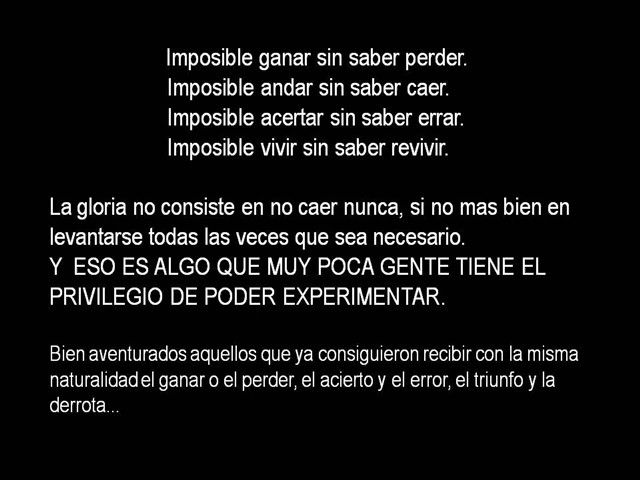 Imposible ganar sin saber perder.
Imposible andar sin saber caer.
Imposible acertar sin saber errar.
Imposible vivir sin saber revivir.
La gloria no consiste en no caer nunca, si no mas bien en
levantarse todas las veces que sea necesario.
Y ESO ES ALGO QUE MUY POCA GENTE TIENE EL
PRIVILEGIO DE PODER EXPERIMENTAR.
Bien aventurados aquellos que ya consiguieron recibir con la misma
naturalidad el ganar o el perder, el acierto y el error, el triunfo y la
derrota...